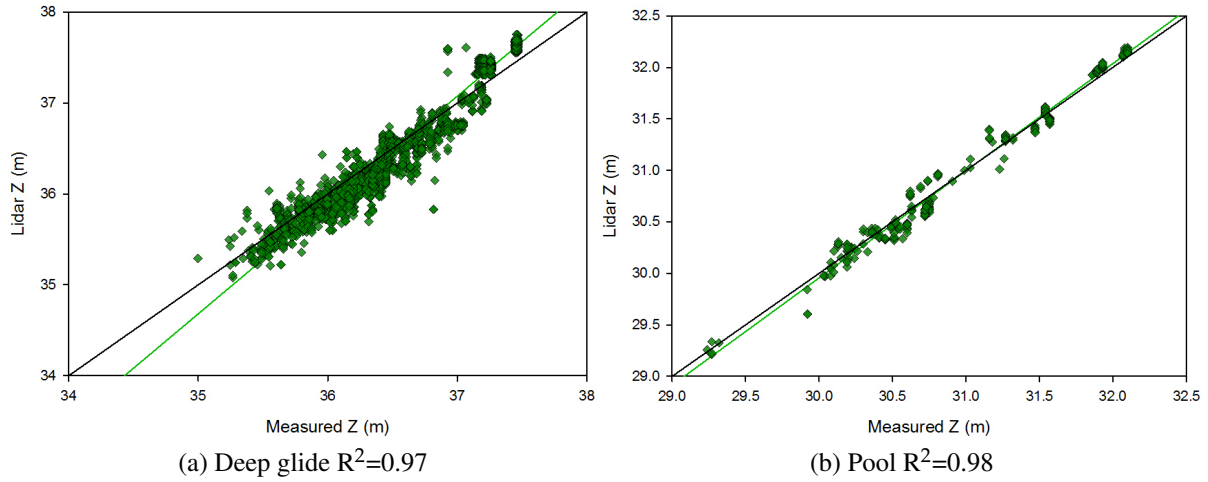 38
37
36
35
34
Lidar Z (m)
34 35 36 37 38
Measured Z (m)
(a) Deep glide R²=0.97
32.5
32.0
31.5
31.0
30.5
30.0
29.5
29.0
Lidar Z (m)
29.0 29.5 30.0 30.5 31.0 31.5 32.0 32.5
Measured Z (m)
(b) Pool R²=0.98